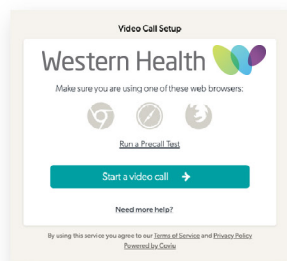 Video Call Setup
Western Health
Make sure you are using one of these web browsers:
Run a Precall Test
Start a video call
Need more help?
By using this service you agree to our Terms of Service and Privacy Policy
Powered by Coviu